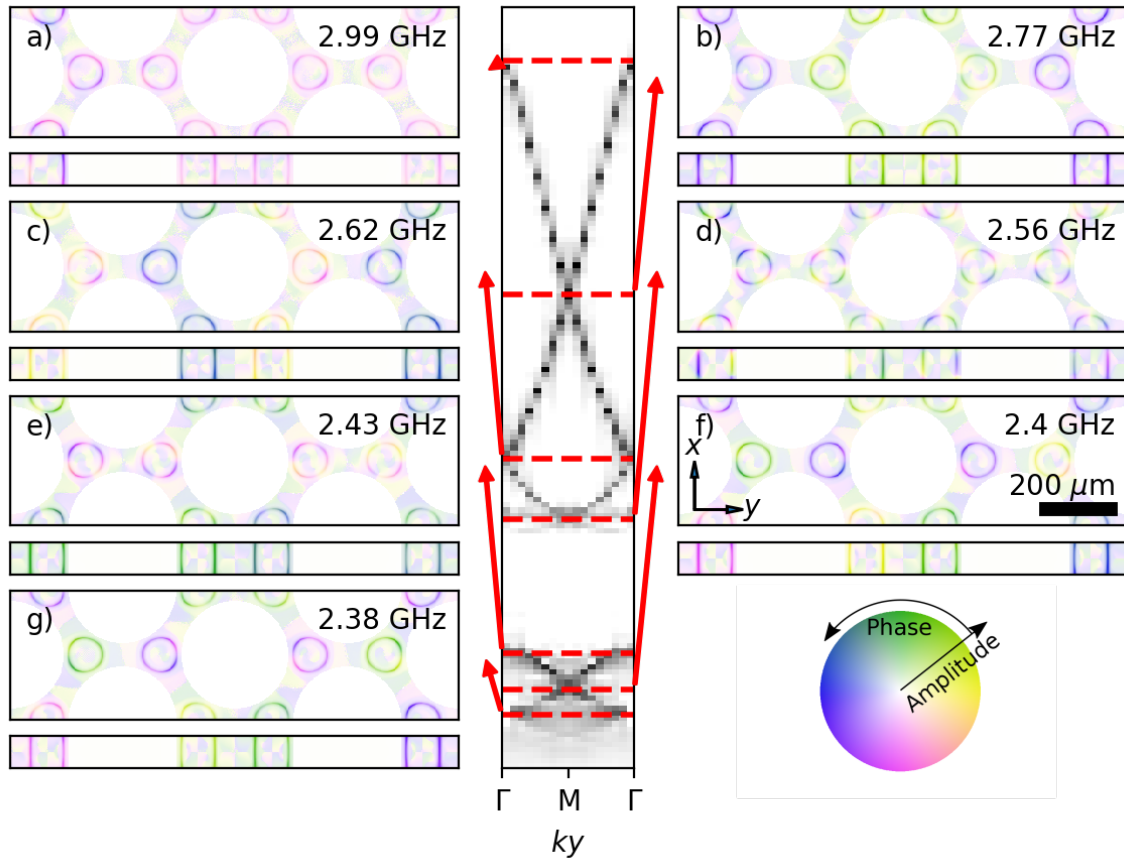 a) 2.99 GHz
b) 2.77 GHz
c) 2.62 GHz
d) 2.56 GHz
e) 2.43 GHz
f) 2.4 GHz
x
y
200 μm
g) 2.38 GHz
Phase
Amplitude
Γ M Γ
ky